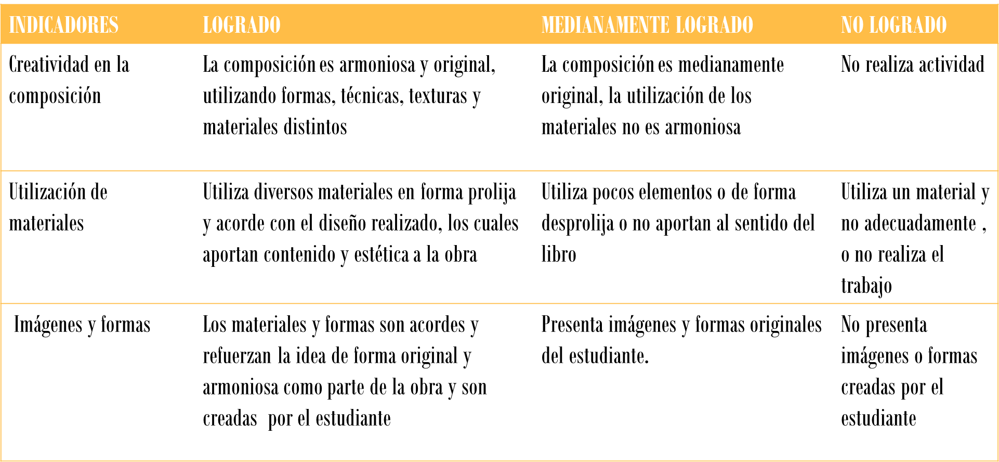 INDICADORES LOGRADO MEDIANAMENTE LOGRADO NO LOGRADO
Creatividad en la
composición
La composición es armoniosa y original,
utilizando formas, técnicas, texturas y
materiales distintos
La composición es medianamente
original, la utilización de los
materiales no es armoniosa
No realiza actividad
Utilización de
materiales
Utiliza diversos materiales en forma prolija
y acorde con el diseño realizado, los cuales
aportan contenido y estética a la obra
Utiliza pocos elementos o de forma
desprolija o no aportan al sentido del
libro
Utiliza un material y
no adecuadamente ,
o no realiza el
trabajo
Imágenes y formas
Los materiales y formas son acordes y
refuerzan la idea de forma original y
armoniosa como parte de la obra y son
creadas por el estudiante
Presenta imágenes y formas originales
del estudiante.
No presenta
imágenes o formas
creadas por el
estudiante